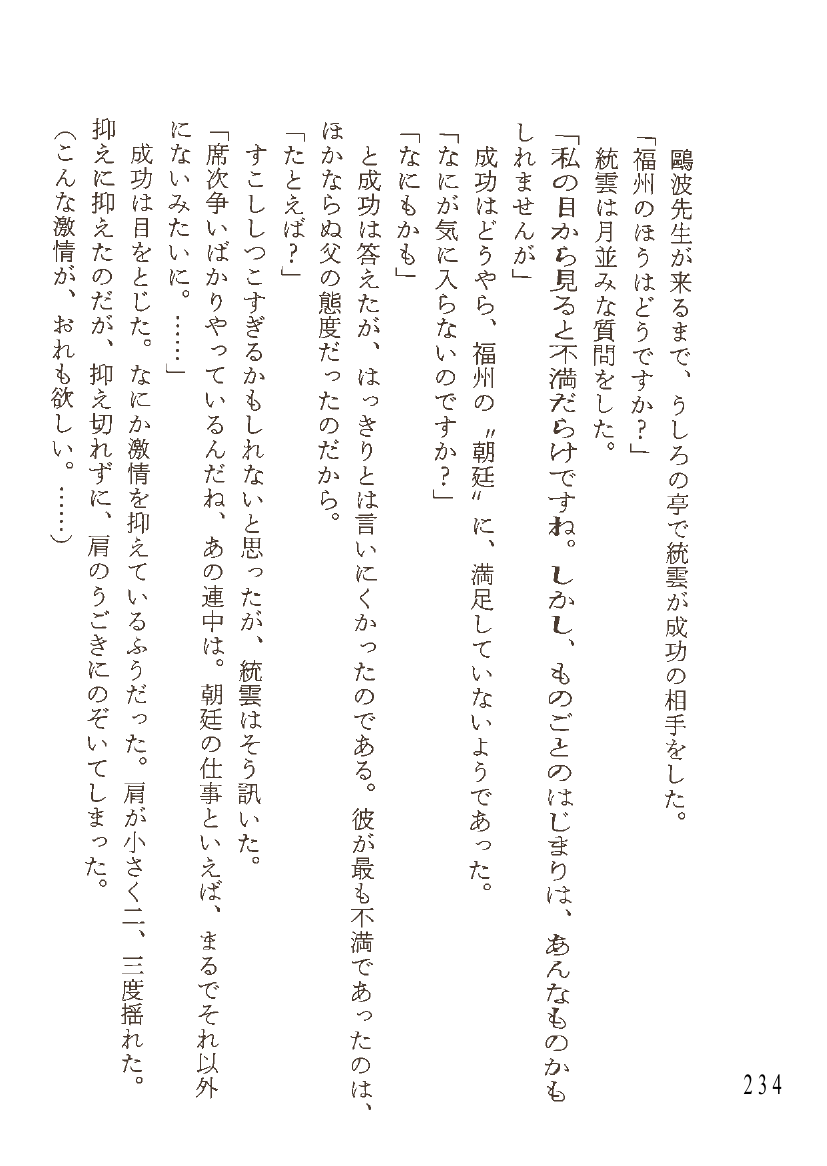 鷗波先生が来るまで、うしろの亭で統雲が成功の相手をした。
「福州のほうはどうですか？」
統雲は月並みな質問をした。
「私の目から見ると不満だらけですね。しかし、ものごとのはじまりは、あんなものかも
しれませんが」
成功はどうやら、福州の〝朝廷〟に、満足していないようであった。
「なにが気に入らないのですか？」
「なにもかも」
と成功は答えたが、はっきりとは言いにくかったのである。彼が最も不満であったのは、
ほかならぬ父の態度だったのだから。
「たとえば？」
すこししつこすぎるかもしれないと思ったが、統雲はそう訊いた。
「席次争いばかりやっているんだね、あの連中は。朝廷の仕事といえば、まるでそれ以外
にないみたいに。……」
成功は目をとじた。なにか激情を抑えているふうだった。肩が小さく二、三度揺れた。
抑えに抑えたのだが、抑え切れずに、肩のうごきにのぞいてしまった。
（こんな激情が、おれも欲しい。……）
234